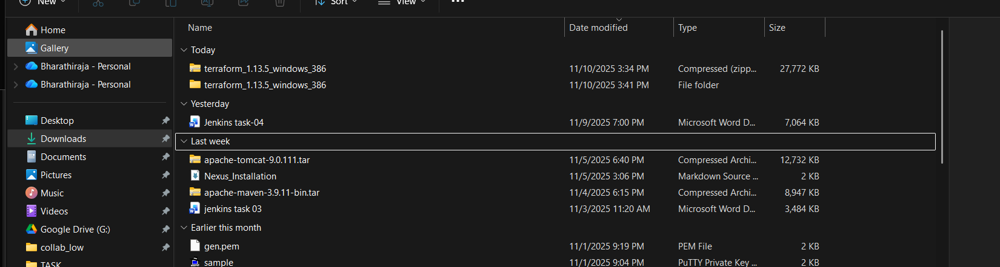 New Sort View
Home
Gallery
Bharathiraja - Personal
Bharathiraja - Personal
Desktop
Downloads
Documents
Pictures
Music
Videos
Google Drive (G:)
collab_low
TASK
Name Date modified Type Size
Today
terraform_1.13.5_windows_386 11/10/2025 3:34 PM Compressed (zipp... 27,772 KB
terraform_1.13.5_windows_386 11/10/2025 3:41 PM File folder
Yesterday
Jenkins task-04 11/9/2025 7:00 PM Microsoft Word D... 7,064 KB
Last week
apache-tomcat-9.0.111.tar 11/5/2025 6:40 PM Compressed Archi... 12,732 KB
Nexus_Installation 11/5/2025 3:06 PM Markdown Source ... 2 KB
apache-maven-3.9.11-bin.tar 11/4/2025 6:15 PM Compressed Archi... 8,947 KB
jenkins task 03 11/3/2025 11:20 AM Microsoft Word D... 3,484 KB
Earlier this month
gen.pem 11/1/2025 9:19 PM PEM File 2 KB
sample 11/1/2025 9:04 PM PuTTY Private Key ... 2 KB